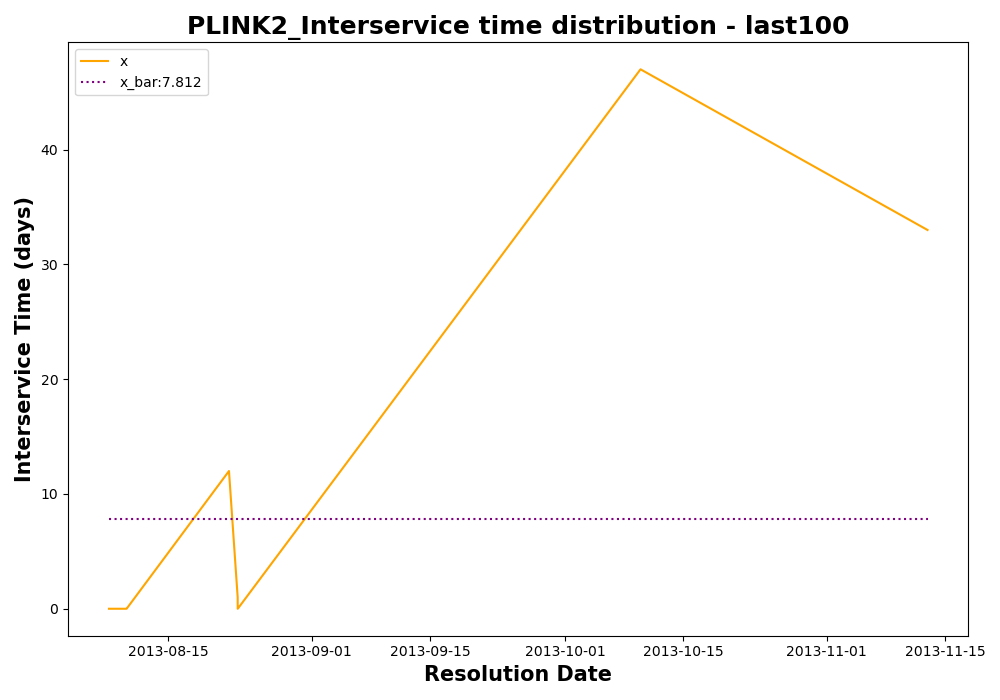 PLINK2_Interservice time distribution - last100
x
x_bar:7.812
Interservice Time (days)
40
30
20
10
0
2013-08-15 2013-09-01 2013-09-15 2013-10-01 2013-10-15 2013-11-01 2013-11-15
Resolution Date